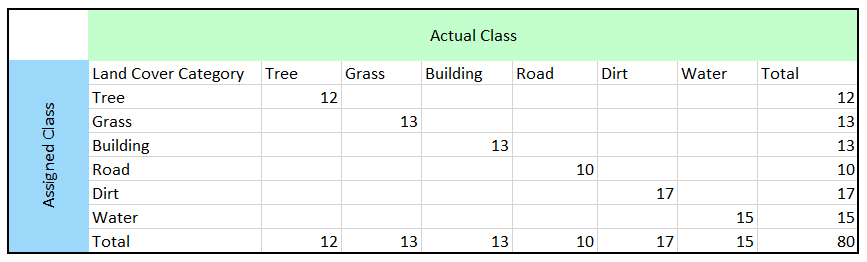 Actual Class
Assigned Class
Land Cover Category Tree Grass Building Road Dirt Water Total
Tree 12 12
Grass 13 13
Building 13 13
Road 10 10
Dirt 17 17
Water 15 15
Total 12 13 13 10 17 15 80